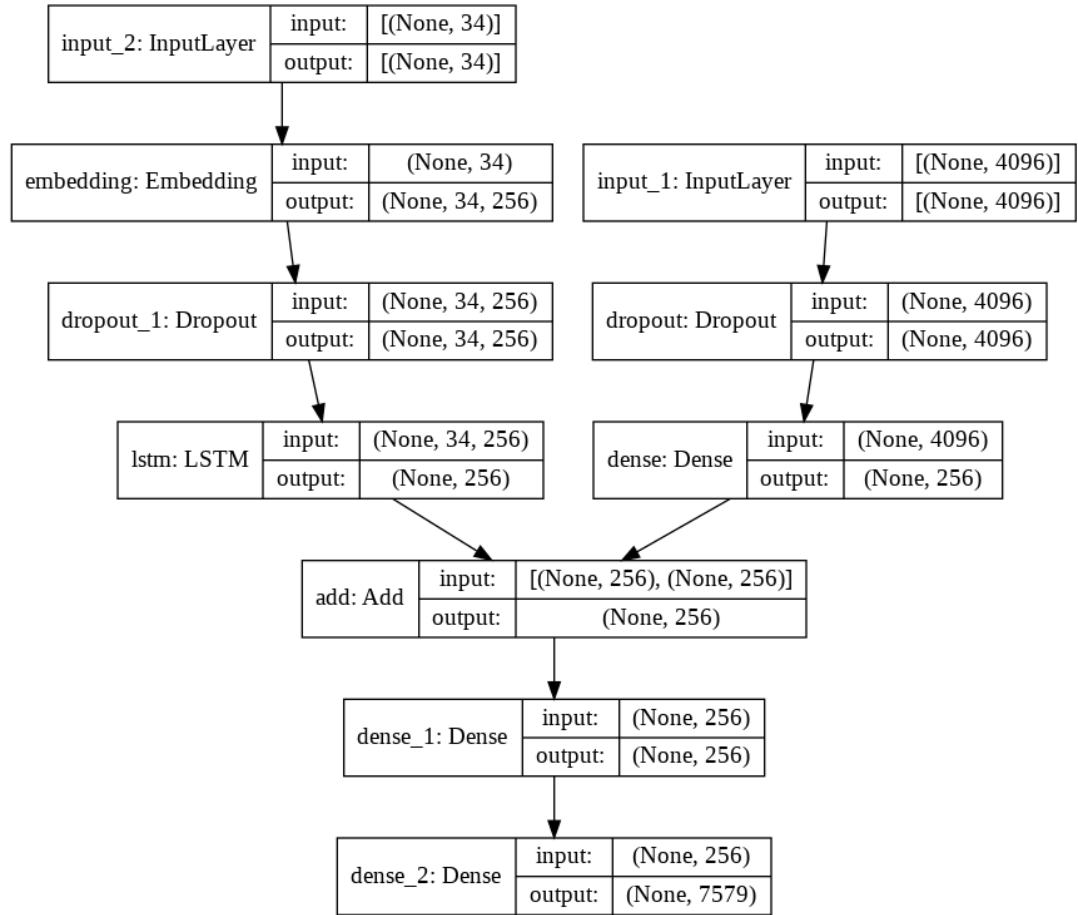 input_2: InputLayer
input: [(None, 34)]
output: [(None, 34)]
embedding: Embedding
input: (None, 34)
output: (None, 34, 256)
input_1: InputLayer
input: [(None, 4096)]
output: [(None, 4096)]
dropout_1: Dropout
input: (None, 34, 256)
output: (None, 34, 256)
dropout: Dropout
input: (None, 4096)
output: (None, 4096)
lstm: LSTM
input: (None, 34, 256)
output: (None, 256)
dense: Dense
input: (None, 4096)
output: (None, 256)
add: Add
input: [(None, 256), (None, 256)]
output: (None, 256)
dense_1: Dense
input: (None, 256)
output: (None, 256)
dense_2: Dense
input: (None, 256)
output: (None, 7579)